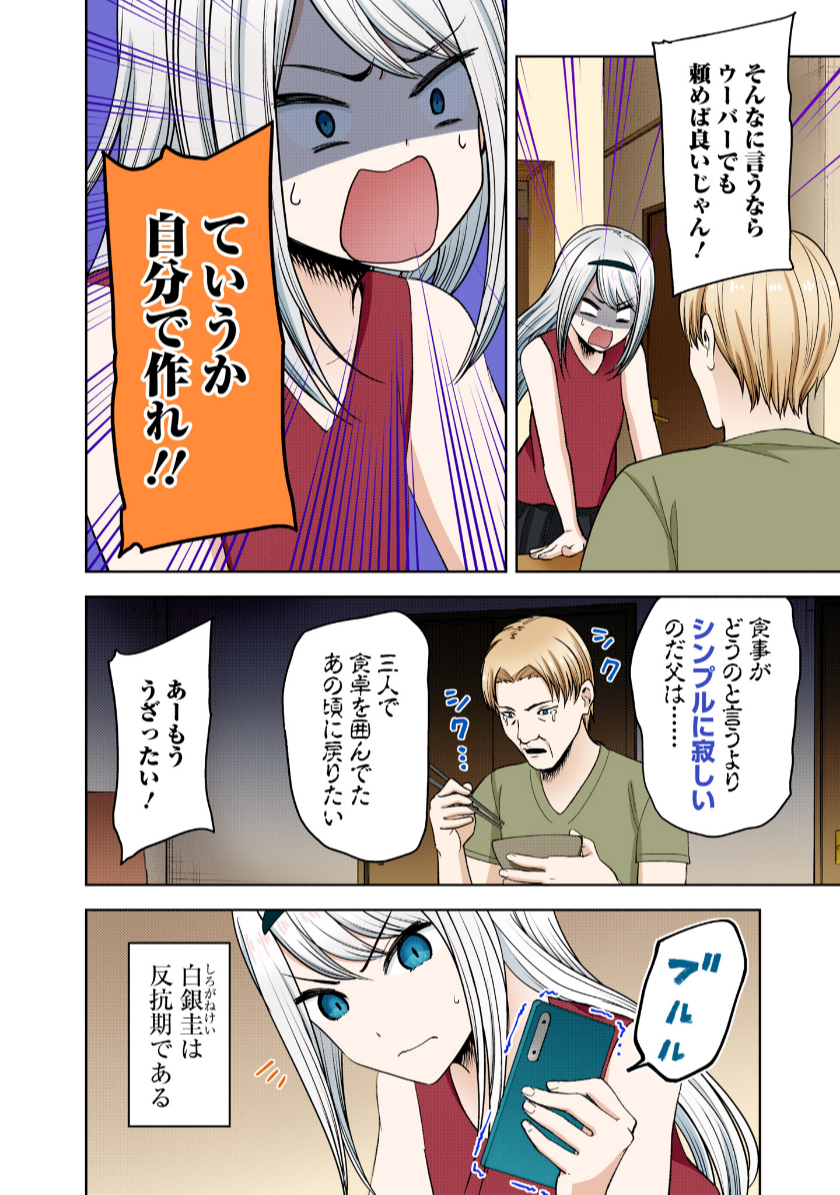 そんなに言うなら
ウーバーでも
頼めば良いじゃん！
ていうか
自分で作れ!!
食事が
どうのと言うより
シンプルに寂しい
のだ父は……
シク
シク…
三人で
食卓を囲んでた
あの頃に戻りたい
あーもう
うざったい！
ブルルル
白銀圭は
しろがねけい
反抗期である